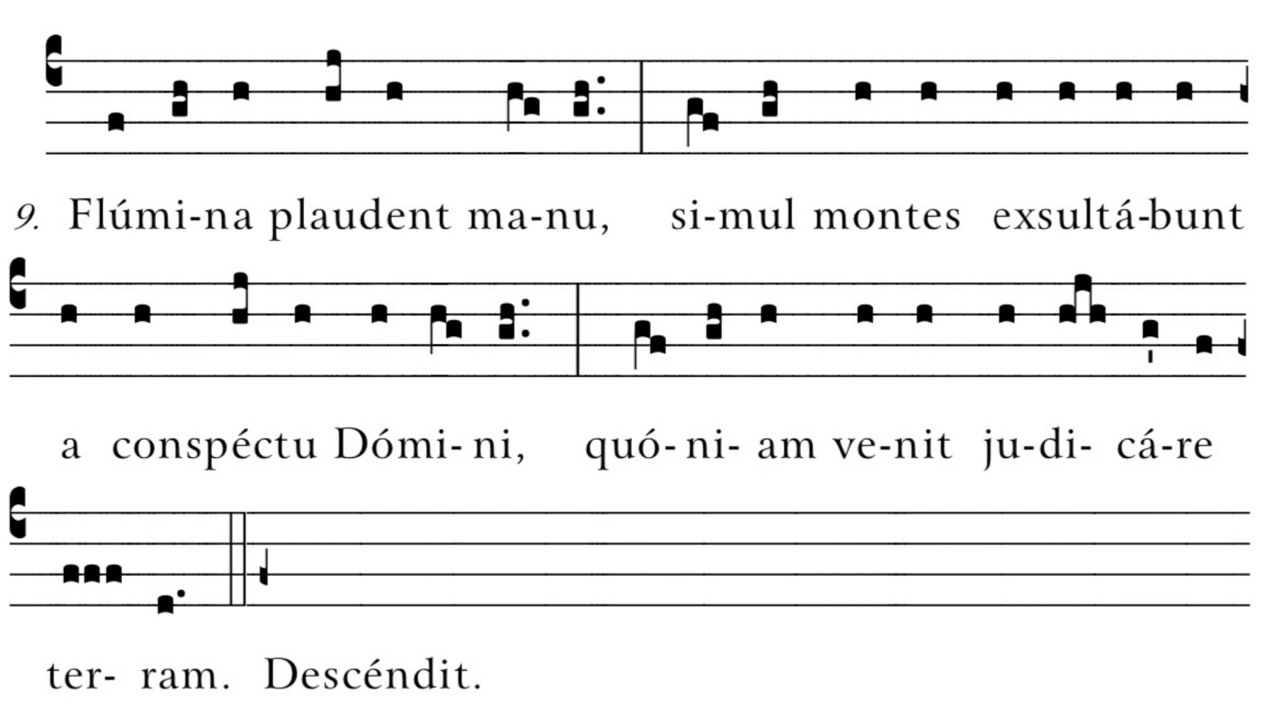 9. Flúmi-na plaudent ma-nu, si-mul montes exsultá-bunt
a conspéctu Dómi- ni, quó- ni- am ve-nit ju-di- cá-re
ter- ram. Descéndit.